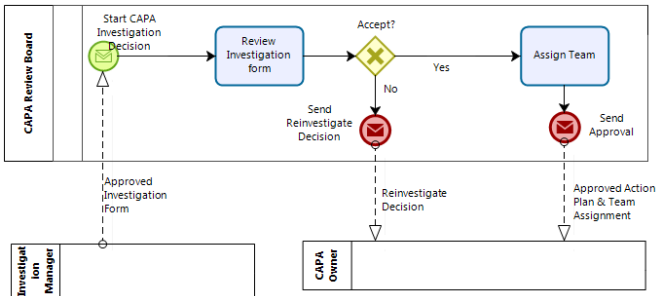 Start CAPA
Investigation
Decision
Accept?
Review
Investigation
form
Assign Team
Yes
No
Send
Reinvestigate
Decision
Send
Approval
CAPA Review Board
Approved
Investigation
Form
Reinvestigate
Decision
Approved Action
Plan & Team
Assignment
Investigat
ion
Manager
CAPA
Owner